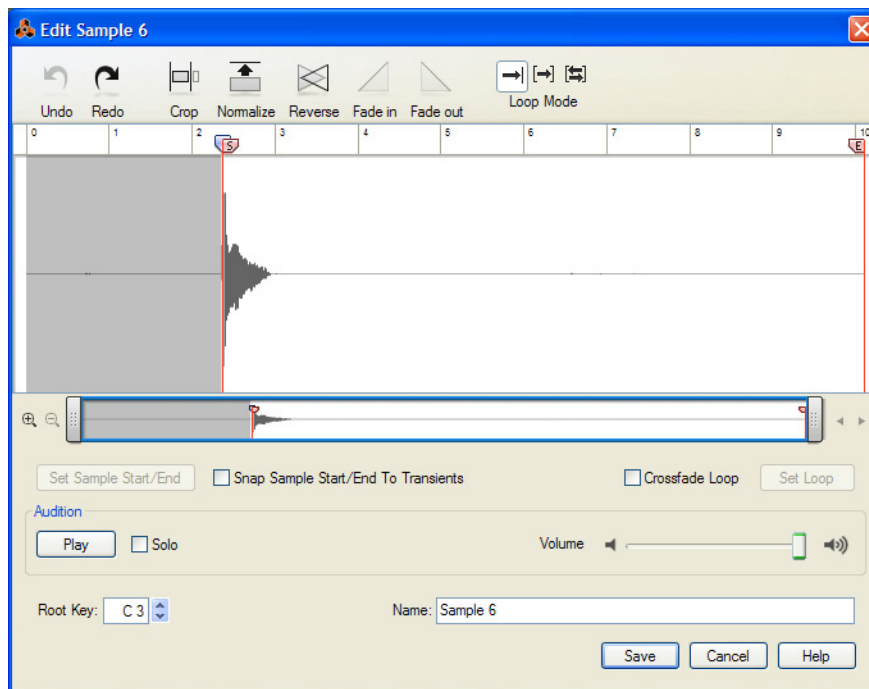 Edit Sample 6
Undo Redo Crop Normalize Reverse Fade in Fade out Loop Mode
0 1 2 3 4 5 6 7 8 9 10
S E
Set Sample Start/End Snap Sample Start/End To Transients Crossfade Loop Set Loop
Audition
Play Solo Volume
Root Key: C 3 Name: Sample 6
Save Cancel Help